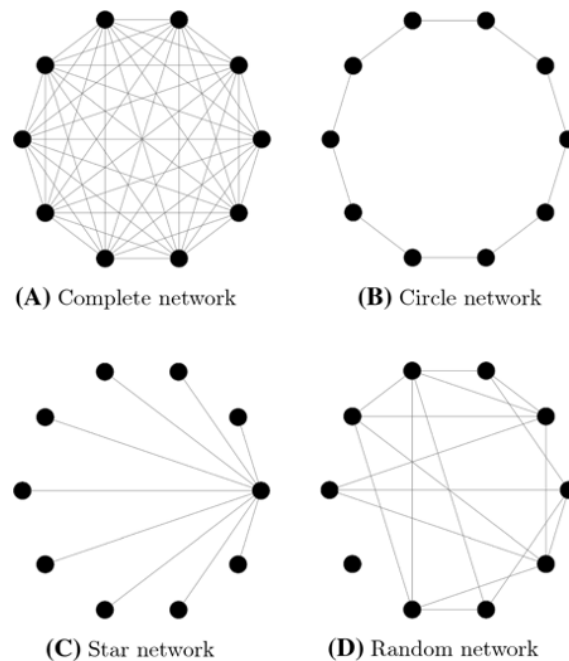 (A) Complete network
(B) Circle network
(C) Star network
(D) Random network